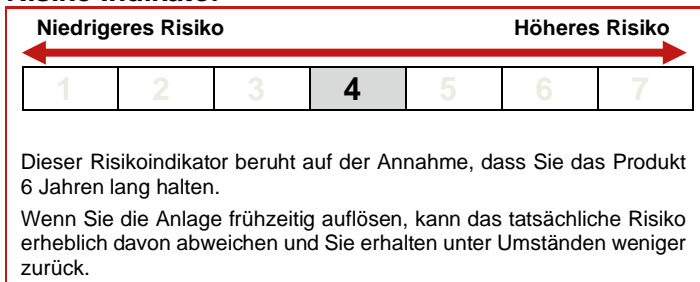 Niedrigeres Risiko Höheres Risiko
1 2 3 4 5 6 7
Dieser Risikoindikator beruht auf der Annahme, dass Sie das Produkt
6 Jahren lang halten.
Wenn Sie die Anlage frühzeitig auflösen, kann das tatsächliche Risiko
erheblich davon abweichen und Sie erhalten unter Umständen weniger
zurück.